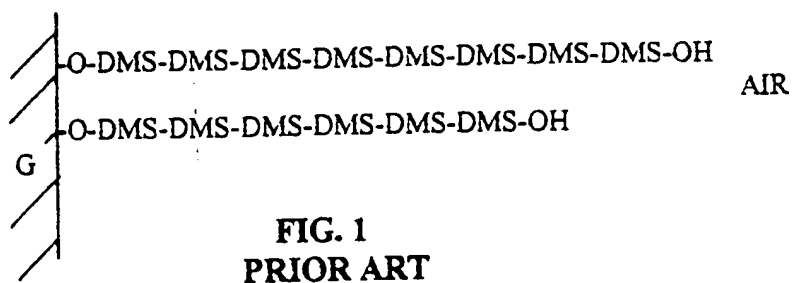 -O-DMS-DMS-DMS-DMS-DMS-DMS-DMS-DMS-OH
AIR
-O-DMS-DMS-DMS-DMS-DMS-DMS-OH
G
FIG. 1
PRIOR ART